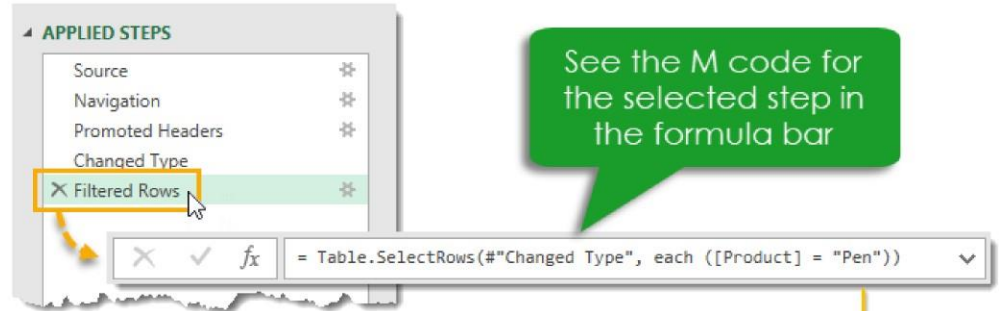 APPLIED STEPS
Source
Navigation
Promoted Headers
Changed Type
Filtered Rows
See the M code for
the selected step in
the formula bar
fx
= Table.SelectRows(#"Changed Type", each ([Product] = "Pen"))